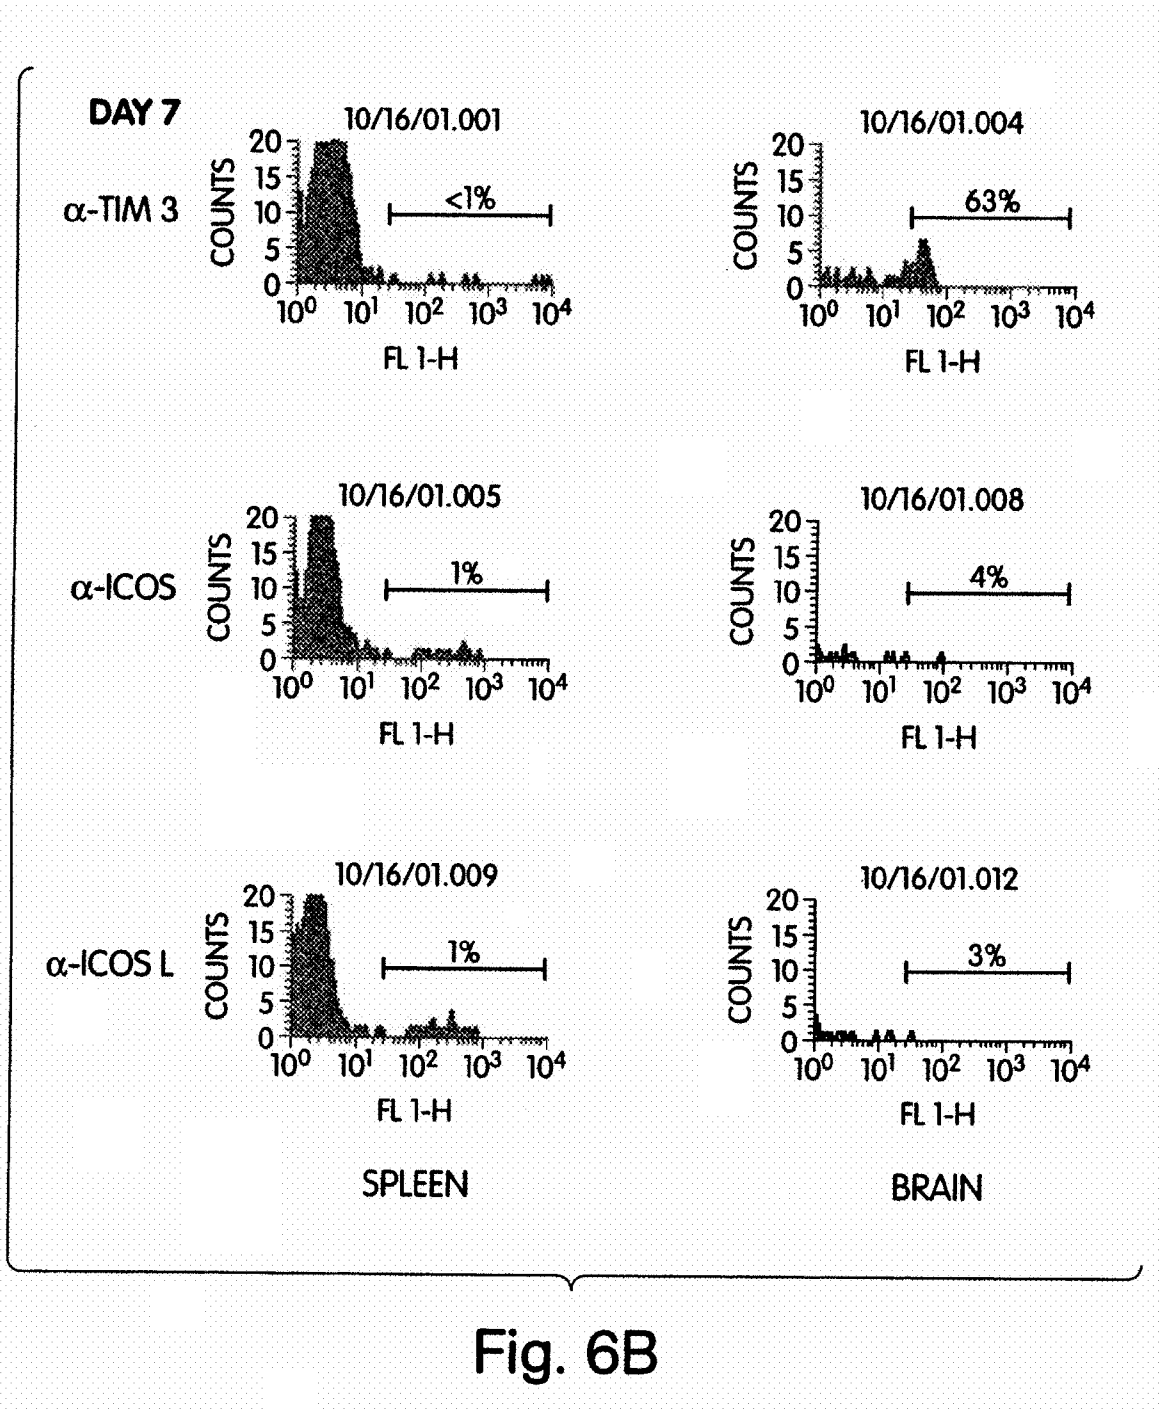 DAY 7
α-TIM 3
10/16/01.001
COUNTS
20
15
10
5
0
<1%
10⁰ 10¹ 10² 10³ 10⁴
FL 1-H
10/16/01.004
COUNTS
20
15
10
5
0
63%
10⁰ 10¹ 10² 10³ 10⁴
FL 1-H
α-ICOS
10/16/01.005
COUNTS
20
15
10
5
0
1%
10⁰ 10¹ 10² 10³ 10⁴
FL 1-H
10/16/01.008
COUNTS
20
15
10
5
0
4%
10⁰ 10¹ 10² 10³ 10⁴
FL 1-H
α-ICOS L
10/16/01.009
COUNTS
20
15
10
5
0
1%
10⁰ 10¹ 10² 10³ 10⁴
FL 1-H
10/16/01.012
COUNTS
20
15
10
5
0
3%
10⁰ 10¹ 10² 10³ 10⁴
FL 1-H
SPLEEN
BRAIN
Fig. 6B